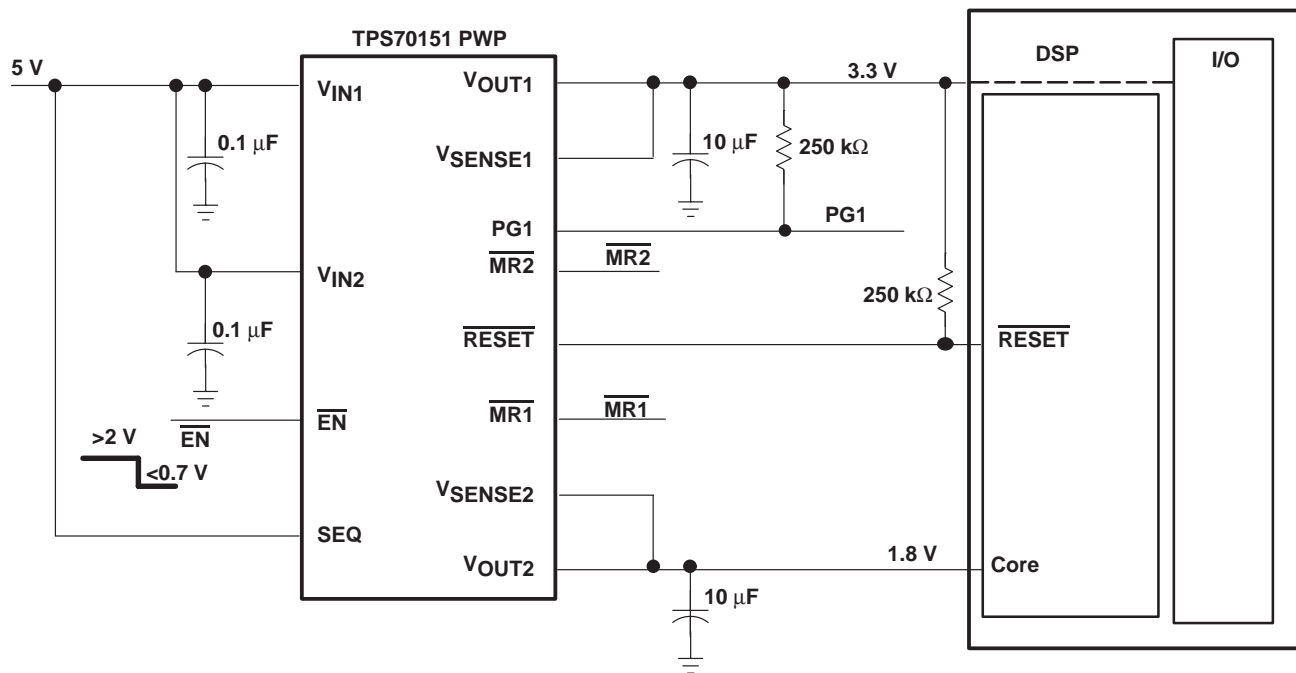 TPS70151 PWP
5 V
VIN1
VOUT1
3.3 V
DSP
I/O
0.1 μF
VSENSE1
10 μF
250 kΩ
PG1
PG1
MR2
MR2
VIN2
250 kΩ
0.1 μF
RESET
RESET
EN
EN
MR1
MR1
>2 V
<0.7 V
VSENSE2
SEQ
VOUT2
1.8 V
Core
10 μF